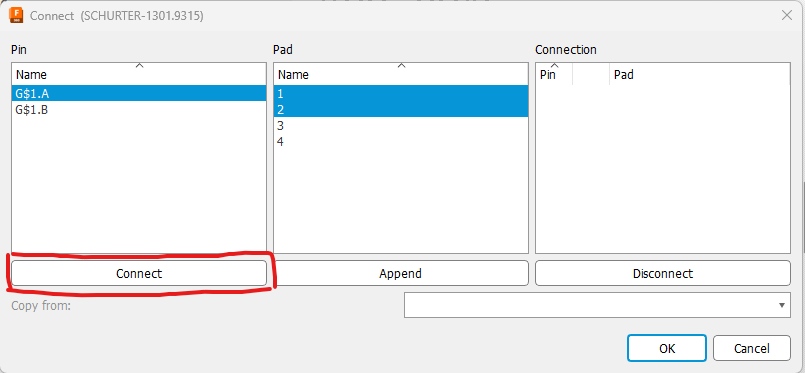 Connect (SCHURTER-1301.9315)
Pin Pad Connection
Name Name Pin Pad
G$1.A 1
G$1.B 2
3
4
Connect Append Disconnect
Copy from:
OK Cancel